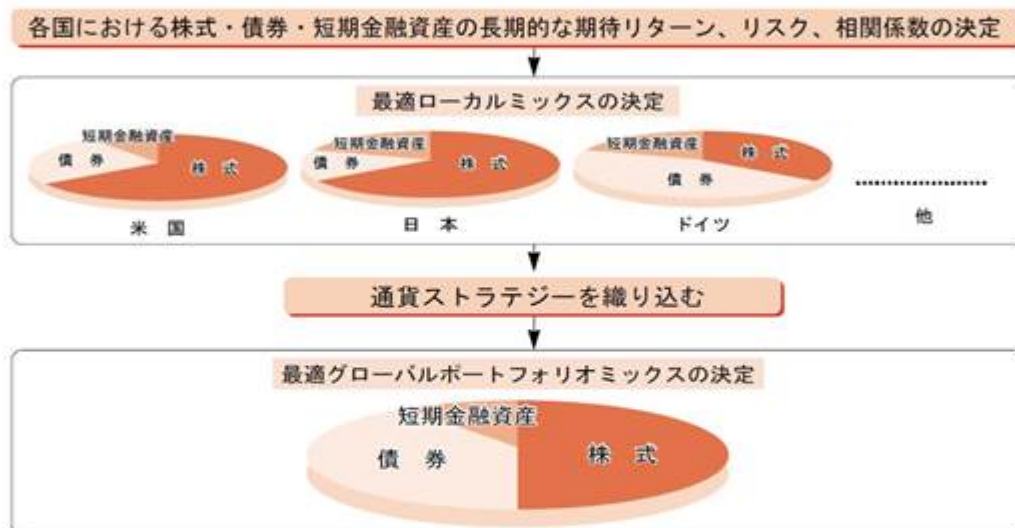 各国における株式・債券・短期金融資産の長期的な期待リターン、リスク、相関係数の決定
最適ローカルミックスの決定
短期金融資産
債 券
株 式
米 国
短期金融資産
債 券
株 式
日 本
短期金融資産
株 式
債 券
ドイツ
他
通貨ストラテジーを織り込む
最適グローバルポートフォリオミックスの決定
短期金融資産
債 券
株 式